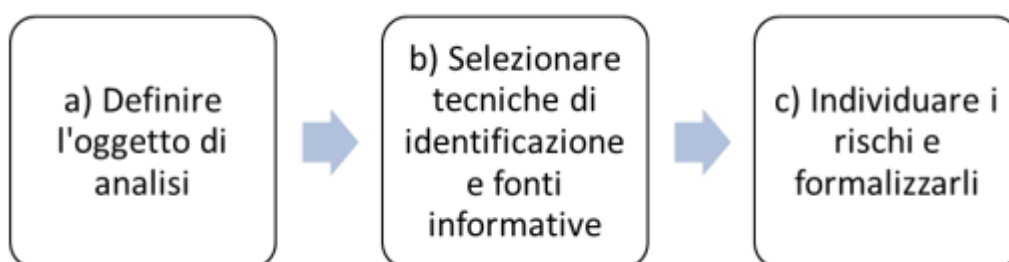 a) Definire
l'oggetto di
analisi
b) Selezionare
tecniche di
identificazione
e fonti
informative
c) Individuare i
rischi e
formalizzarli